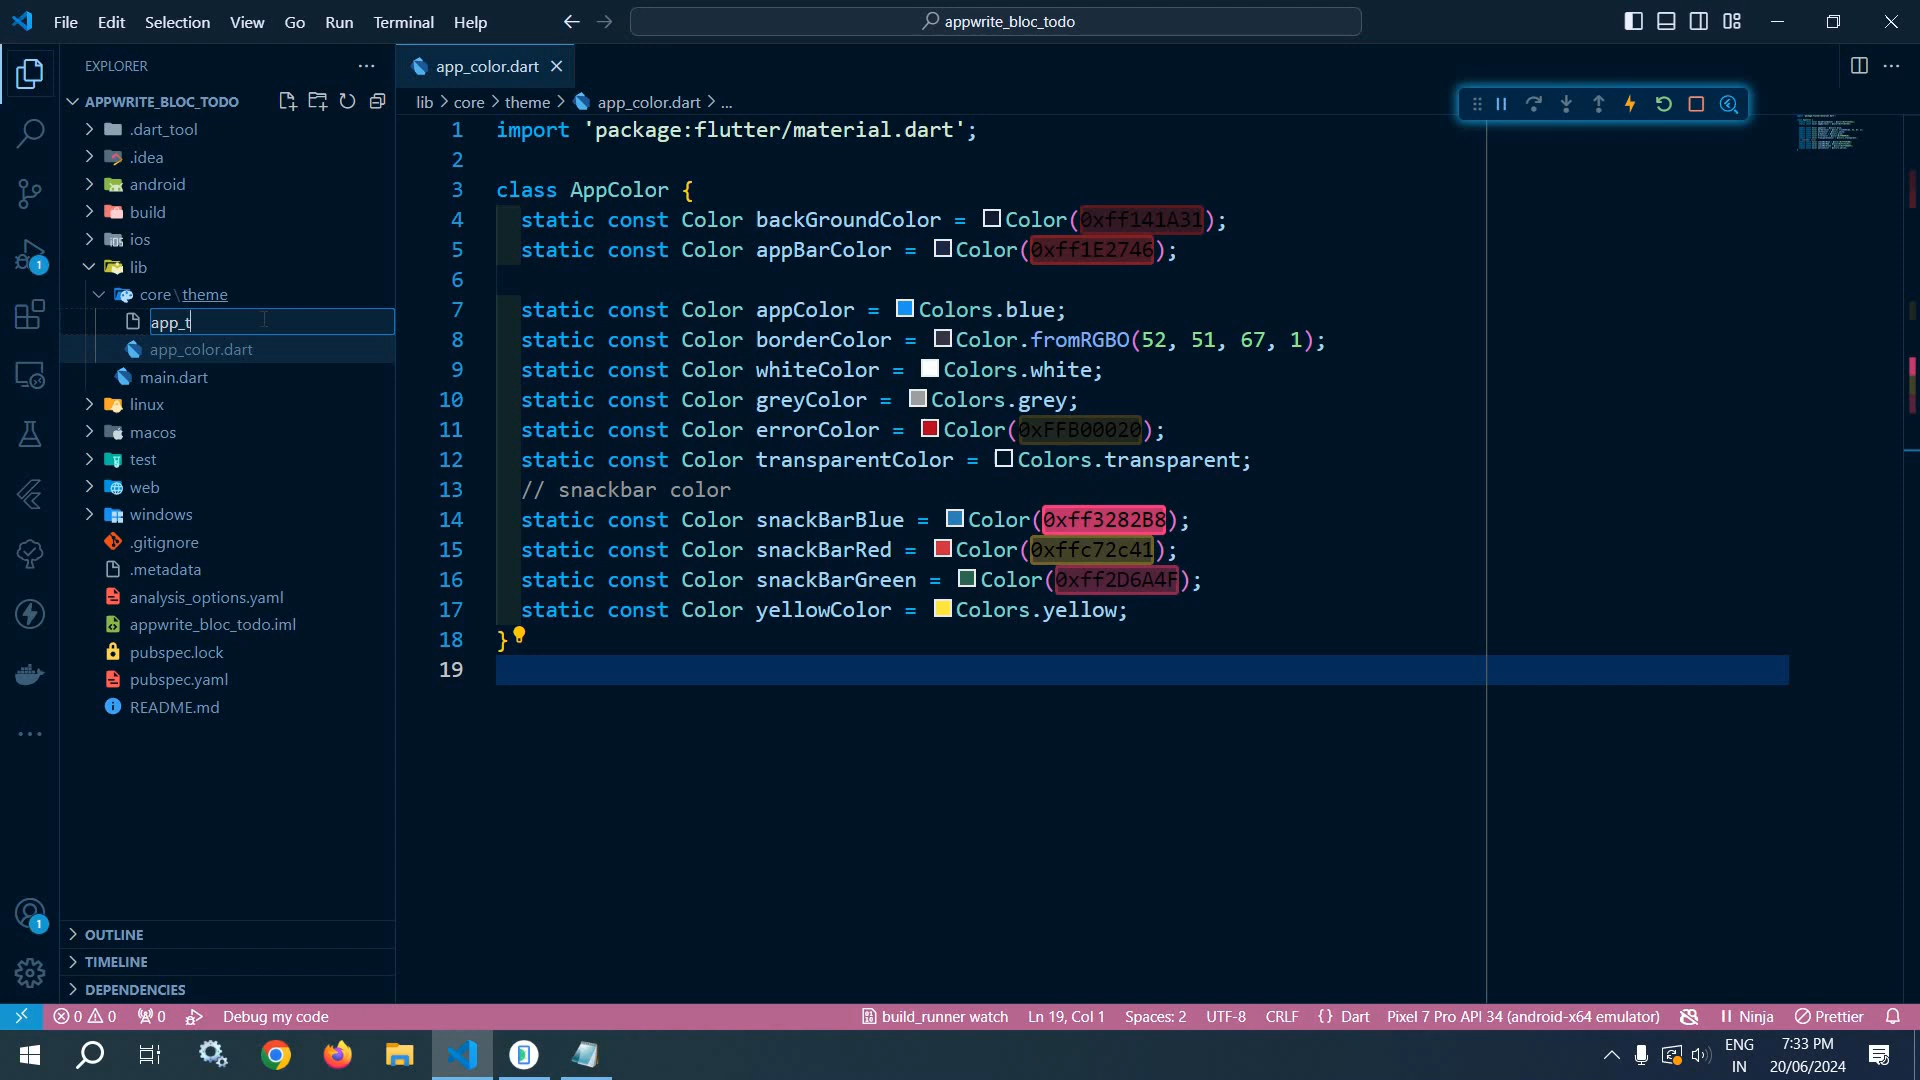 File Edit Selection View Go Run Terminal Help
appwrite_bloc_todo
EXPLORER
APPWRITE_BLOC_TODO
.dart_tool
.idea
android
build
ios
lib
core\theme
app_t
app_color.dart
main.dart
linux
macos
test
web
windows
.gitignore
.metadata
analysis_options.yaml
appwrite_bloc_todo.iml
pubspec.lock
pubspec.yaml
README.md
OUTLINE
TIMELINE
DEPENDENCIES
app_color.dart
lib > core > theme > app_color.dart > ...
1 import 'package:flutter/material.dart';
2
3 class AppColor {
4 static const Color backGroundColor = Color(0xff141A31);
5 static const Color appBarColor = Color(0xff1E2746);
6
7 static const Color appColor = Colors.blue;
8 static const Color borderColor = Color.fromRGBO(52, 51, 67, 1);
9 static const Color whiteColor = Colors.white;
10 static const Color greyColor = Colors.grey;
11 static const Color errorColor = Color(0xFFB00020);
12 static const Color transparentColor = Colors.transparent;
13 // snackbar color
14 static const Color snackBarBlue = Color(0xff3282B8);
15 static const Color snackBarRed = Color(0xffc72c41);
16 static const Color snackBarGreen = Color(0xff2D6A4F);
17 static const Color yellowColor = Colors.yellow;
18 }
19
1
1
0 0 0 Debug my code build_runner watch Ln 19, Col 1 Spaces: 2 UTF-8 CRLF {} Dart Pixel 7 Pro API 34 (android-x64 emulator) Ninja Prettier
ENG
IN
7:33 PM
20/06/2024